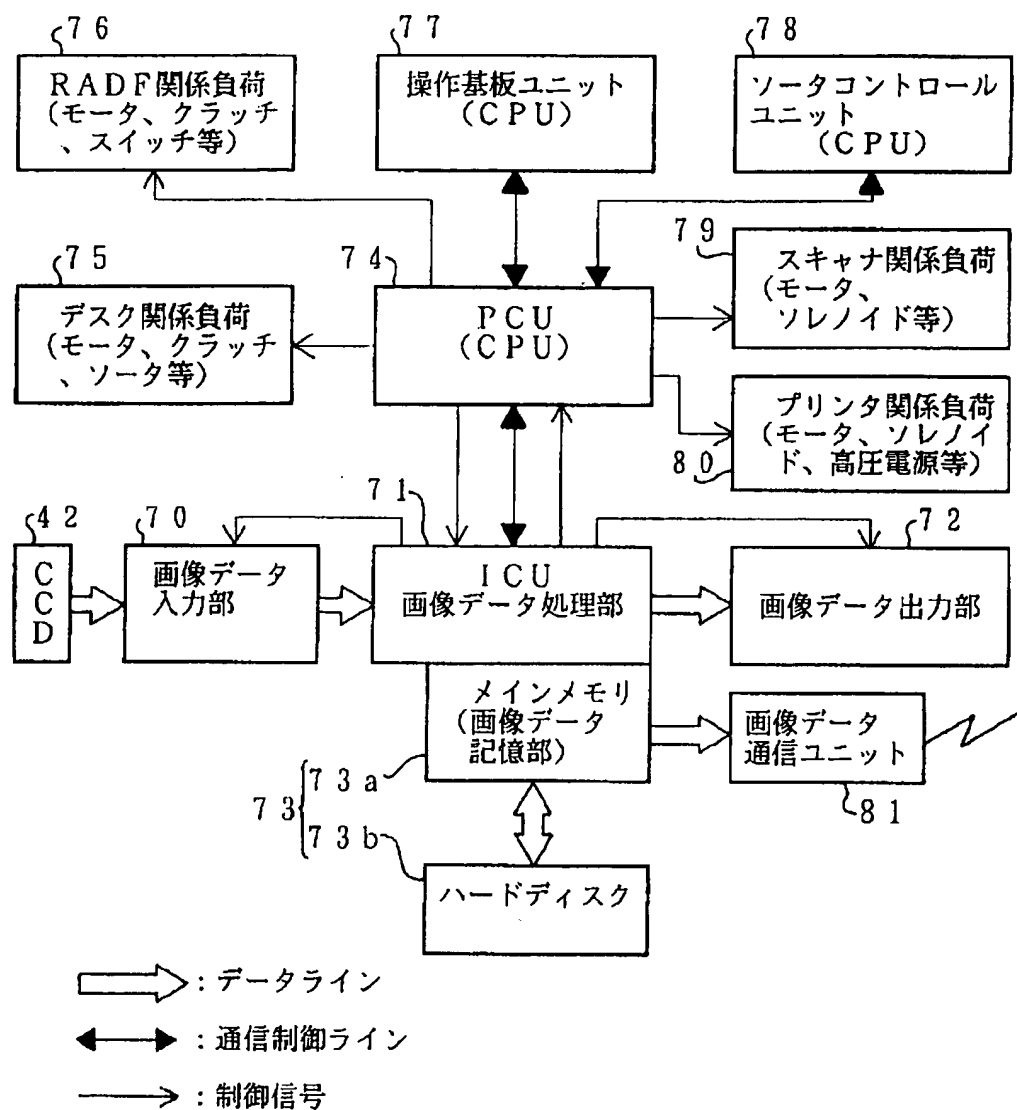 ７６
ＲＡＤＦ関係負荷
（モータ、クラッチ
、スイッチ等）
７７
操作基板ユニット
（ＣＰＵ）
７８
ソータコントロール
ユニット
（ＣＰＵ）
７５
デスク関係負荷
（モータ、クラッチ
、ソータ等）
７４
ＰＣＵ
（ＣＰＵ）
７９
スキャナ関係負荷
（モータ、
ソレノイド等）
プリンタ関係負荷
（モータ、ソレノイ
ド、高圧電源等）
８０
４２
ＣＣＤ
７０
画像データ
入力部
７１
ＩＣＵ
画像データ処理部
７２
画像データ出力部
メインメモリ
（画像データ
記憶部）
画像データ
通信ユニット
８１
７３
７３ａ
７３ｂ
ハードディスク
：データライン
：通信制御ライン
：制御信号